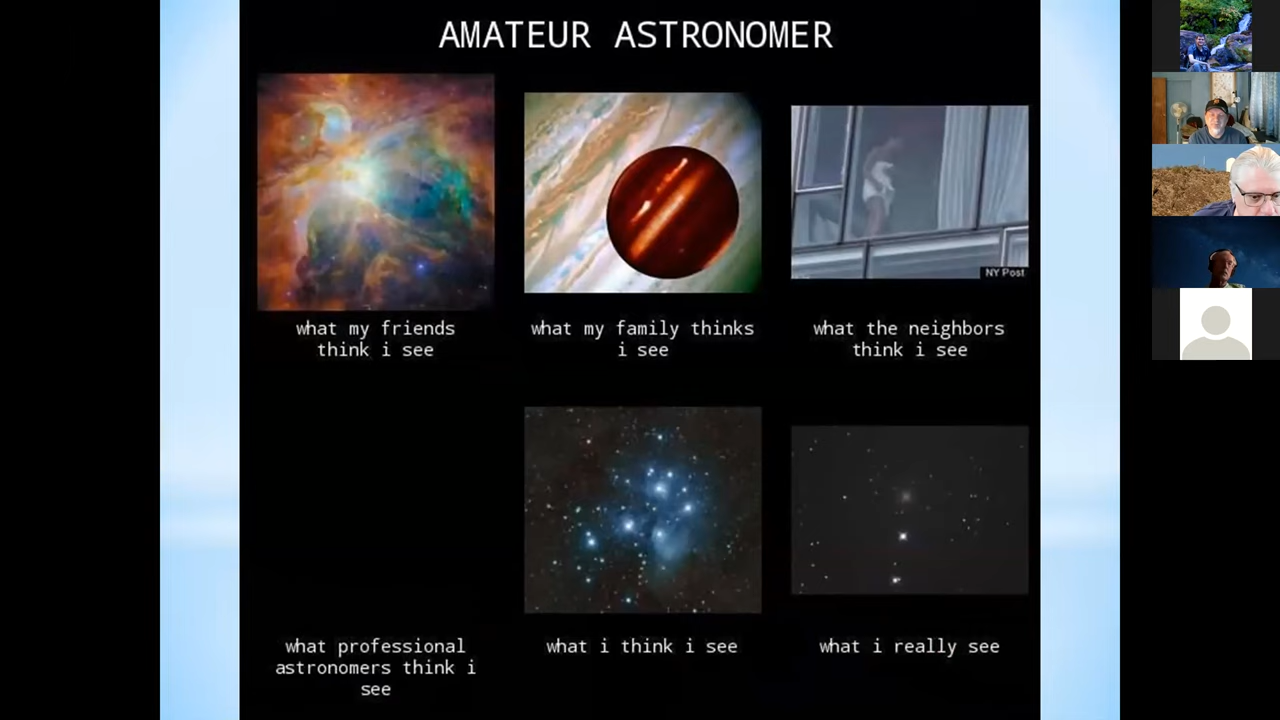 AMATEUR ASTRONOMER
NY Post
what my friends
think i see
what my family thinks
i see
what the neighbors
think i see
what professional
astronomers think i
see
what i think i see
what i really see